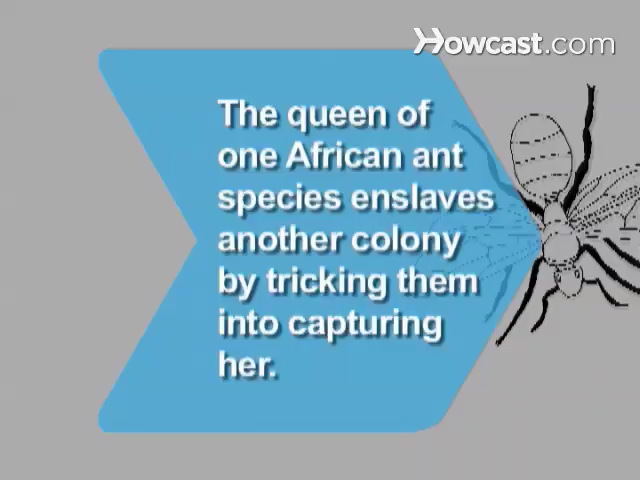 Howcast.com
The queen of
one African ant
species enslaves
another colony
by tricking them
into capturing
her.